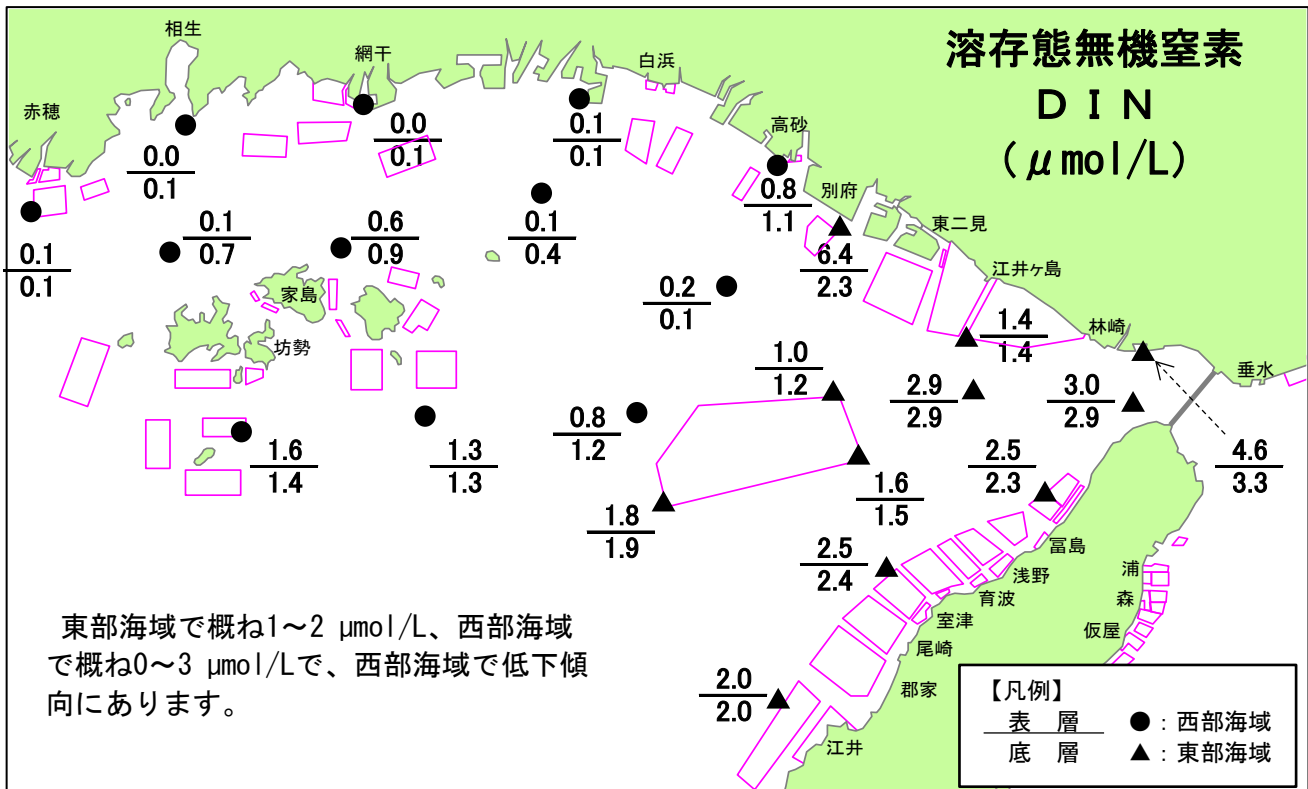 溶存態無機窒素
ＤＩＮ
(μmol/L)
相生
網干
白浜
赤穂
高砂
別府
東二見
江井ヶ島
林崎
垂水
家島
坊勢
0.0
0.1
0.0
0.1
0.1
0.1
0.8
1.1
0.1
0.1
0.1
0.7
0.6
0.9
0.1
0.4
6.4
2.3
0.2
0.1
1.4
1.4
1.0
1.2
2.9
2.9
3.0
2.9
4.6
3.3
1.6
1.4
1.3
1.3
0.8
1.2
2.5
2.3
1.6
1.5
1.8
1.9
2.5
2.4
2.0
2.0
冨島
浅野
育波
室津
尾崎
郡家
江井
浦
森
仮屋
東部海域で概ね1～2 μmol/L、西部海域
で概ね0～3 μmol/Lで、西部海域で低下傾
向にあります。
【凡例】
表　層　●：西部海域
底　層　▲：東部海域